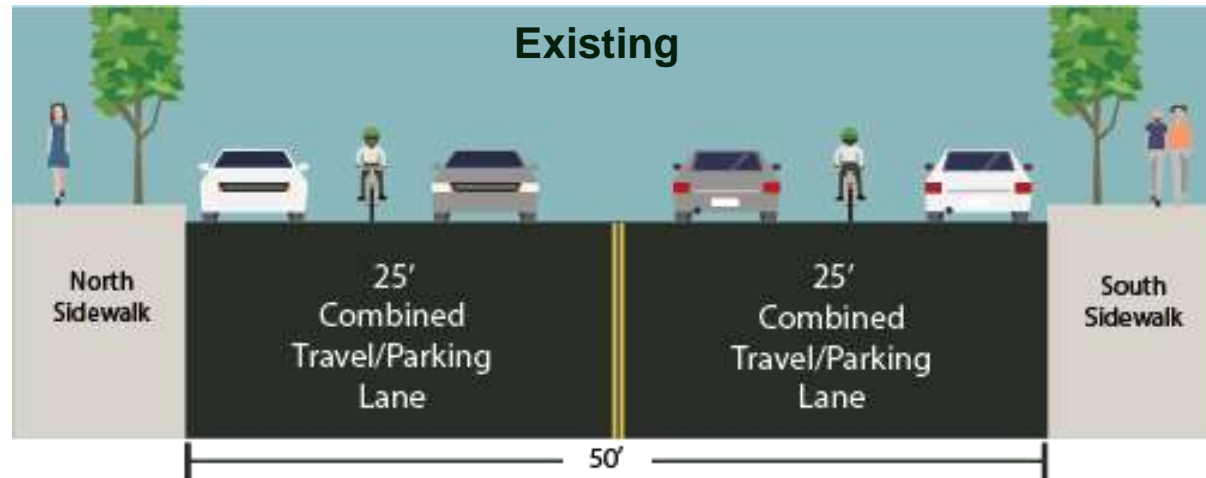 Existing
North
Sidewalk
25′
Combined
Travel/Parking
Lane
25′
Combined
Travel/Parking
Lane
South
Sidewalk
50′